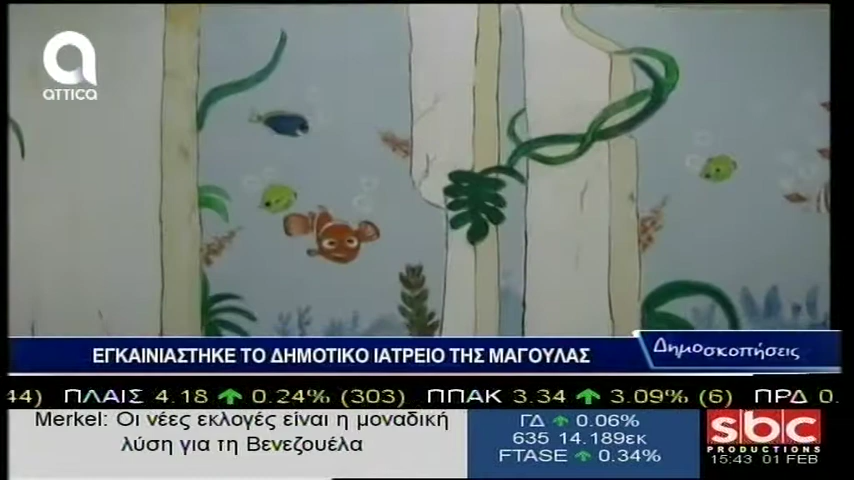 ATTICA
ΕΓΚΑΙΝΙΑΣΤΗΚΕ ΤΟ ΔΗΜΟΤΙΚΟ ΙΑΤΡΕΙΟ ΤΗΣ ΜΑΓΟΥΛΑΣ
Δημοσκοπήσεις
44) ΠΛΑΙΣ 4.18 0.24% (303) ΠΠΑΚ 3.34 3.09% (6) ΠΡΔ 0.
Merkel: Οι νέες εκλογές είναι η μοναδική
λύση για τη Βενεζουέλα
ΓΔ 0.06%
635 14.189εκ
FTASE 0.34%
sbc
PRODUCTIONS
15:43 01 FEB